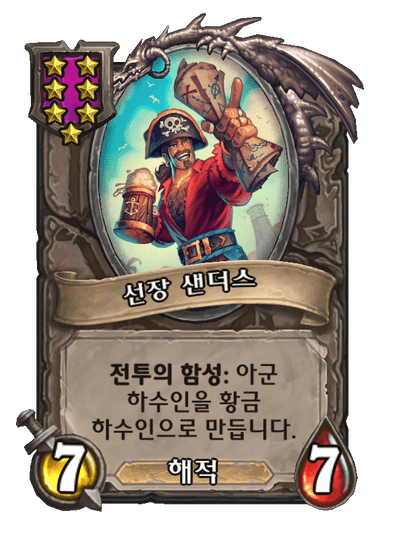 선장 샌더스
전투의 함성: 아군
하수인을 황금
하수인으로 만듭니다.
7
해적
7